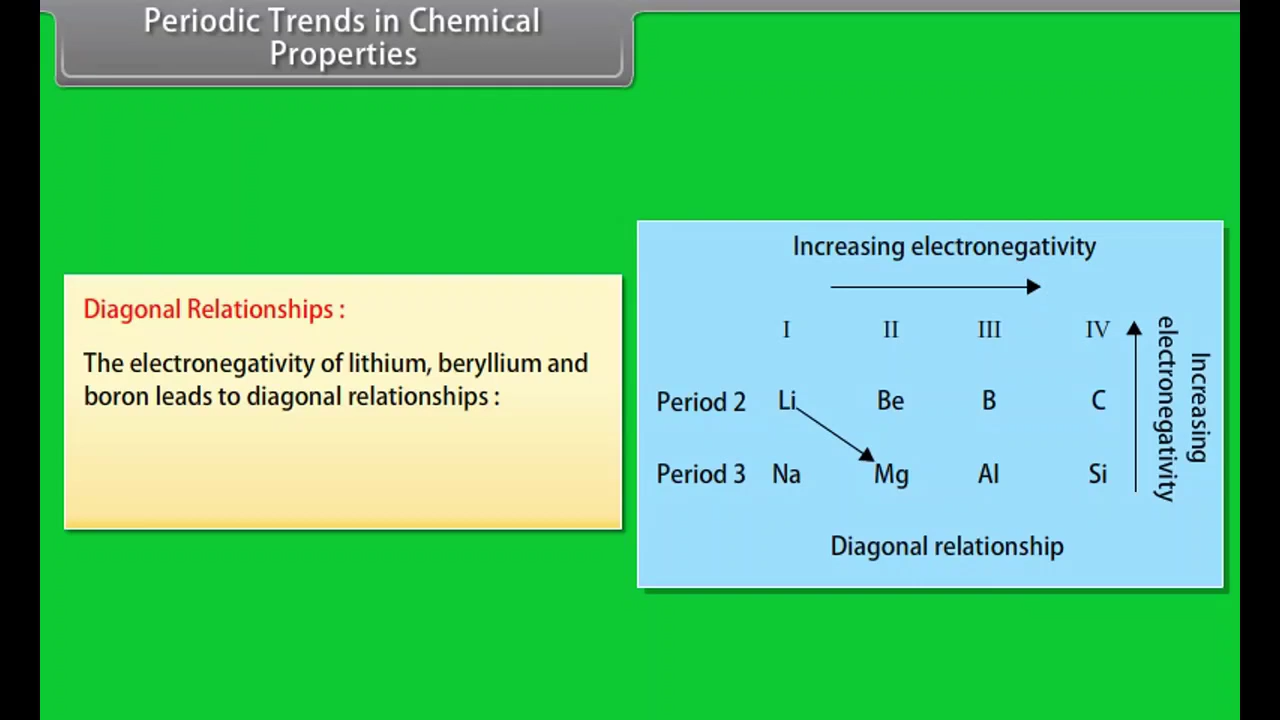 Periodic Trends in Chemical
Properties
Diagonal Relationships :
The electronegativity of lithium, beryllium and
boron leads to diagonal relationships :
Increasing electronegativity
I II III IV
Period 2 Li Be B C
Period 3 Na Mg Al Si
Increasing
electronegativity
Diagonal relationship